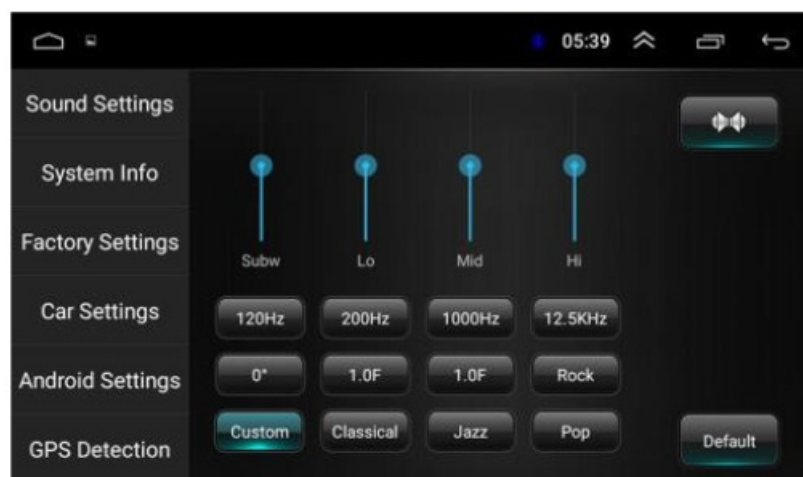 05:39
Sound Settings
System Info
Factory Settings
Car Settings
Android Settings
GPS Detection
Subw Lo Mid Hi
120Hz 200Hz 1000Hz 12.5KHz
0° 1.0F 1.0F Rock
Custom Classical Jazz Pop
Default